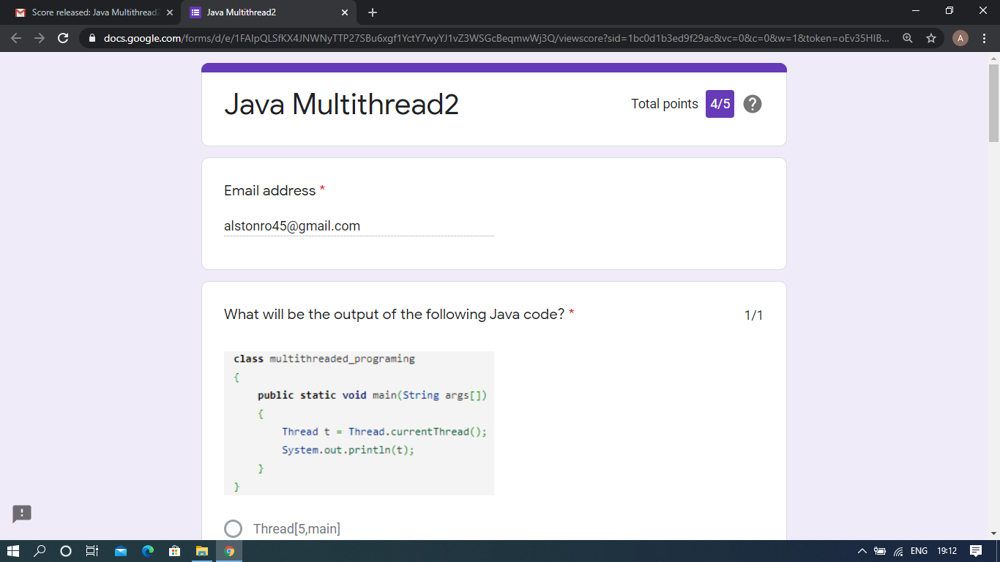 Score released: Java Multithread2
Java Multithread2
docs.google.com/forms/d/e/1FAIpQLSfKX4JNWNyTTP27SBu6xgf1YctY7wyYJ1vZ3WSGcBeqmwWj3Q/viewscore?sid=1bc0d1b3ed9f29ac&vc=0&c=0&w=1&token=oEv35HIB...
A
Java Multithread2
Total points 4/5
Email address *
alstonro45@gmail.com
What will be the output of the following Java code? *
1/1
class multithreaded_programing
{
public static void main(String args[])
{
Thread t = Thread.currentThread();
System.out.println(t);
}
}
Thread[5,main]
ENG 19:12